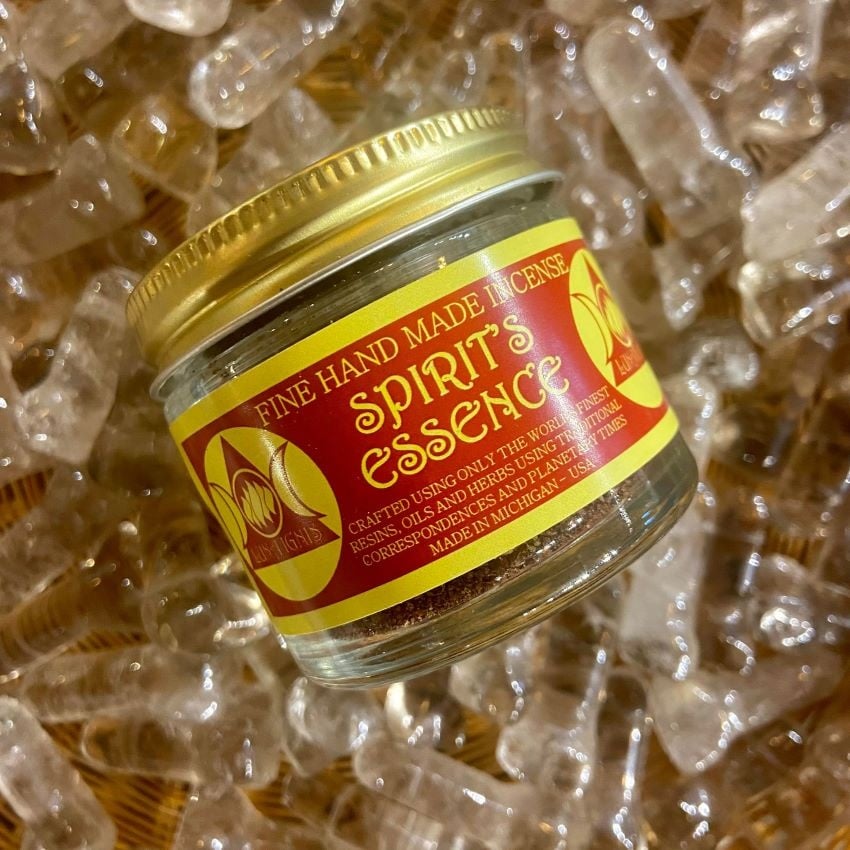 FINE HAND MADE INCENSE
SPIRIT'S
ESSENCE
CRAFTED USING ONLY THE WORLD'S FINEST
RESINS, OILS AND HERBS USING TRADITIONAL
CORRESPONDENCES AND PLANETARY TIMES
MADE IN MICHIGAN - USA